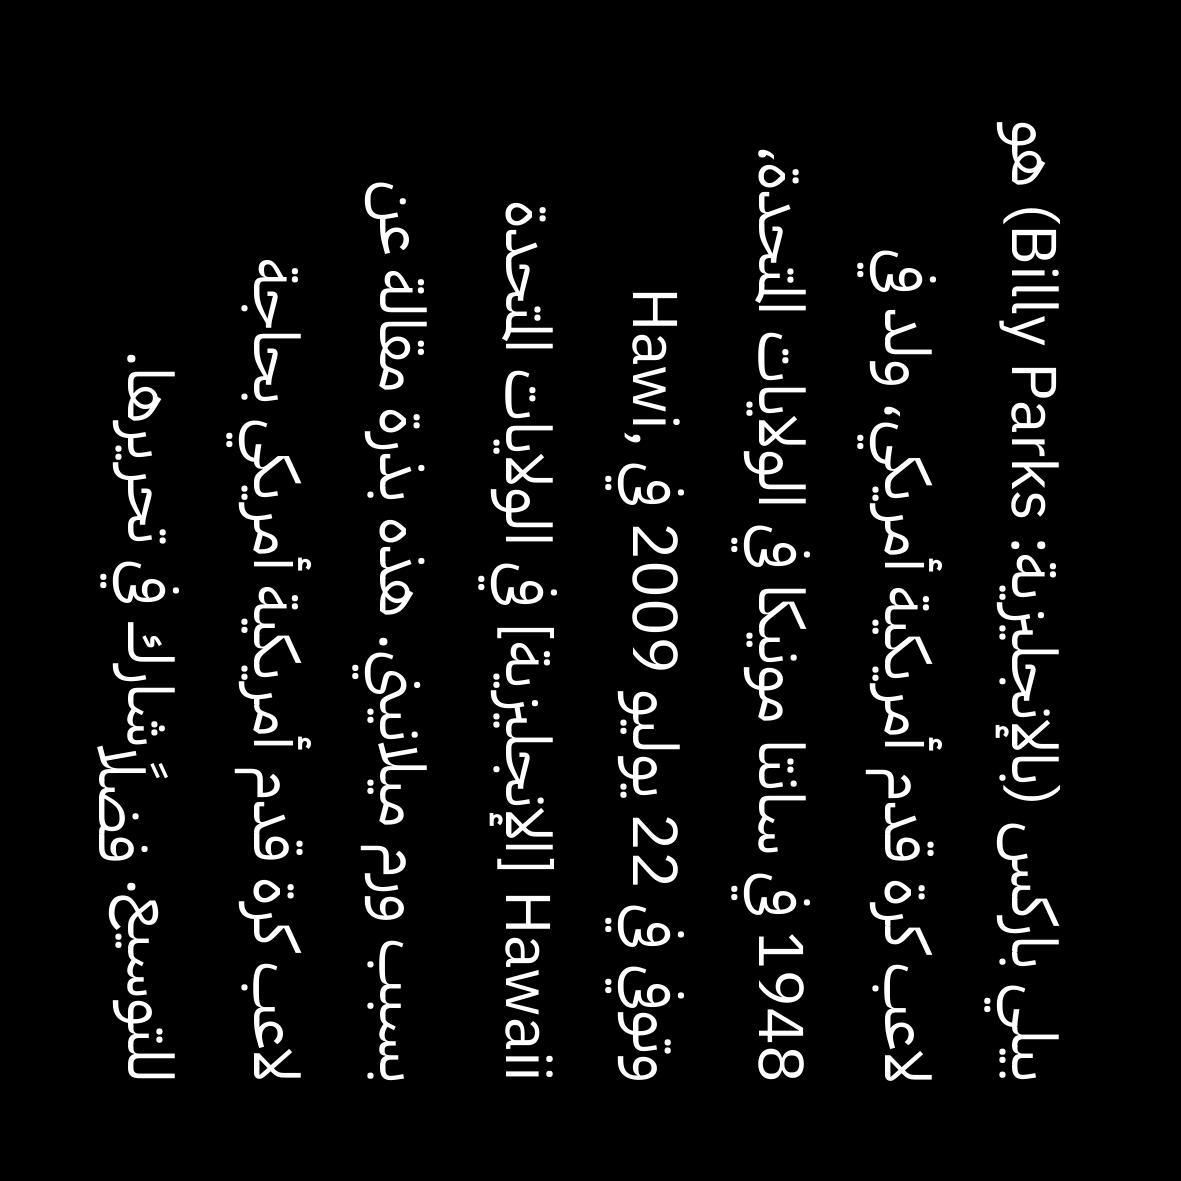 بيلي باركس (بالإنجليزية: Billy Parks) هو
لاعب كرة قدم أمريكية أمريكي، ولد في
1948 في سانتا مونيكا في الولايات المتحدة،
وتوفي في 22 يوليو 2009 في Hawi,
Hawaii [الإنجليزية] في الولايات المتحدة
بسبب ورم ميلانيني. هذه بذرة مقالة عن
لاعب كرة قدم أمريكية أمريكي بحاجة
للتوسيع. فضلًا شارك في تحريرها.